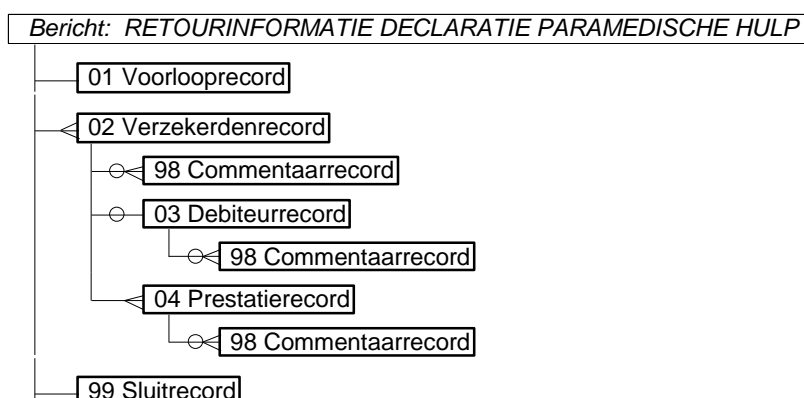 Bericht: RETOURINFORMATIE DECLARATIE PARAMEDISCHE HULP
01 Voorlooprecord
02 Verzekerdenrecord
98 Commentaarrecord
03 Debiteurrecord
98 Commentaarrecord
04 Prestatierecord
98 Commentaarrecord
99 Sluitrecord